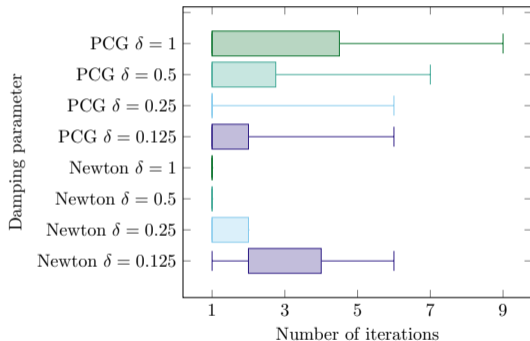 Damping parameter
PCG δ = 1
PCG δ = 0.5
PCG δ = 0.25
PCG δ = 0.125
Newton δ = 1
Newton δ = 0.5
Newton δ = 0.25
Newton δ = 0.125
1 3 5 7 9
Number of iterations